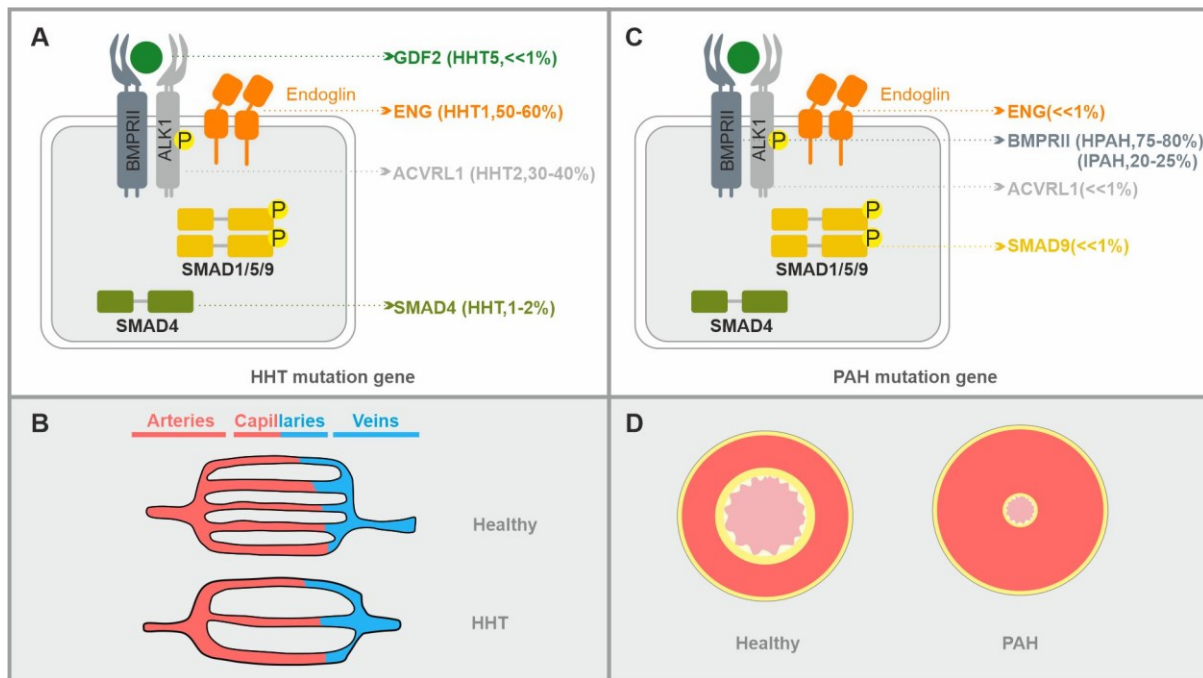 A
GDF2 (HHT5,<<1%)
Endoglin
ENG (HHT1,50-60%)
BMPRII
ALK1
P
ACVRL1 (HHT2,30-40%)
P
P
SMAD1/5/9
SMAD4 (HHT,1-2%)
SMAD4
HHT mutation gene
C
Endoglin
ENG(<<1%)
BMPRII
ALK1
P
BMPRII (HPAH,75-80%)
(IPAH,20-25%)
ACVRL1(<<1%)
P
P
SMAD9(<<1%)
SMAD1/5/9
SMAD4
PAH mutation gene
B
Arteries Capillaries Veins
Healthy
HHT
D
Healthy PAH